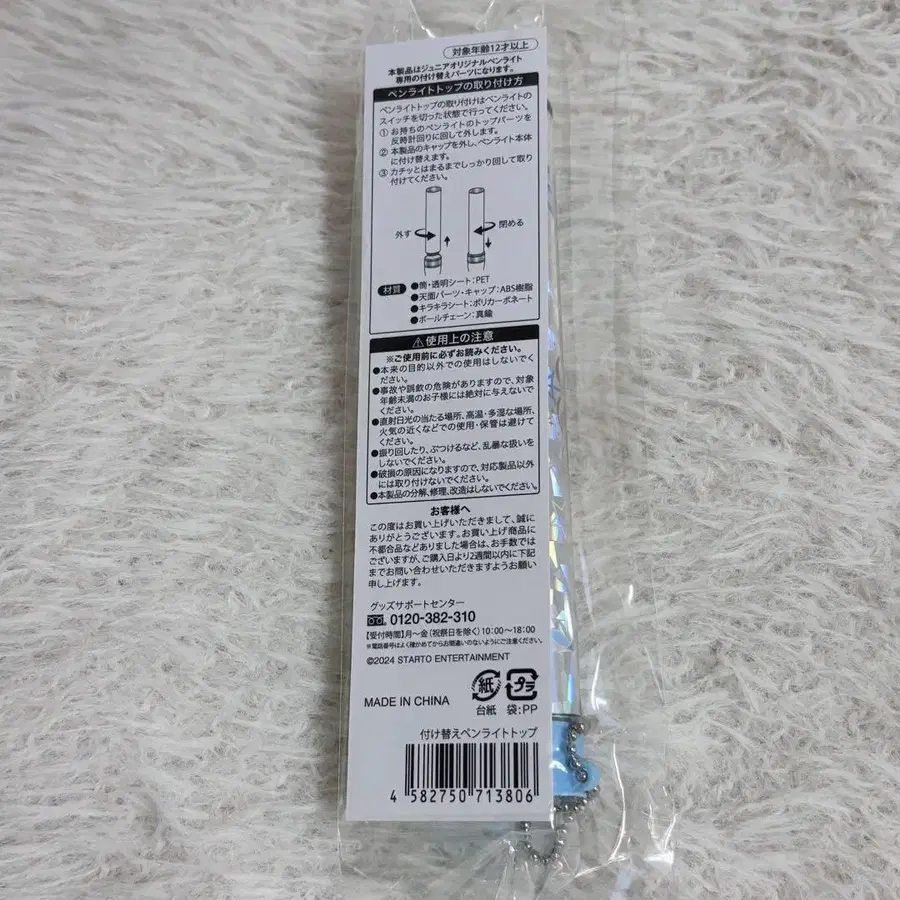 対象年齢12才以上
本製品はジュニアオリジナルペンライト
専用の付け替えパーツになります。
ペンライトトップの取り付け方
ペンライトトップの取り付けはペンライトの
スイッチを切った状態で行ってください。
① お持ちのペンライトのトップパーツを
反時計回りに回して外します。
② 本製品のキャップを外し、ペンライト本体
に付け替えます。
③ カチッとはまるまでしっかり回して取り
付けてください。
外す
閉める
材質
●筒・透明シート:PET
●天面パーツ・キャップ:ABS樹脂
●キラキラシート:ポリカーボネート
●ボールチェーン:真鍮
⚠使用上の注意
※ご使用前に必ずお読みください。
●本来の目的以外での使用はしないでく
ださい。
●事故や誤飲の危険がありますので、対象
年齢未満のお子様には絶対に与えないで
ください。
●直射日光の当たる場所、高温・多湿な場所、
火気の近くなどでの使用・保管は避けて
ください。
●振り回したり、ぶつけるなど、乱暴な扱いを
しないでください。
●破損の原因になりますので、対応製品以外
には取り付けないでください。
●本製品の分解、修理、改造はしないでください。
お客様へ
この度はお買い上げいただきまして、誠に
ありがとうございます。お買い上げ商品に
不都合品などありました場合は、お手数では
ございますが、ご購入日より2週間以内に下記
までお問い合わせいただきますようお願い
申し上げます。
グッズサポートセンター
0120-382-310
【受付時間】月〜金(祝祭日を除く)10:00〜18:00
※電話番号はよく確かめてからお間違いのないようにご注意ください。
©2024 STARTO ENTERTAINMENT
MADE IN CHINA
紙
プラ
台紙
袋:PP
付け替えペンライトトップ
4 582750 713806